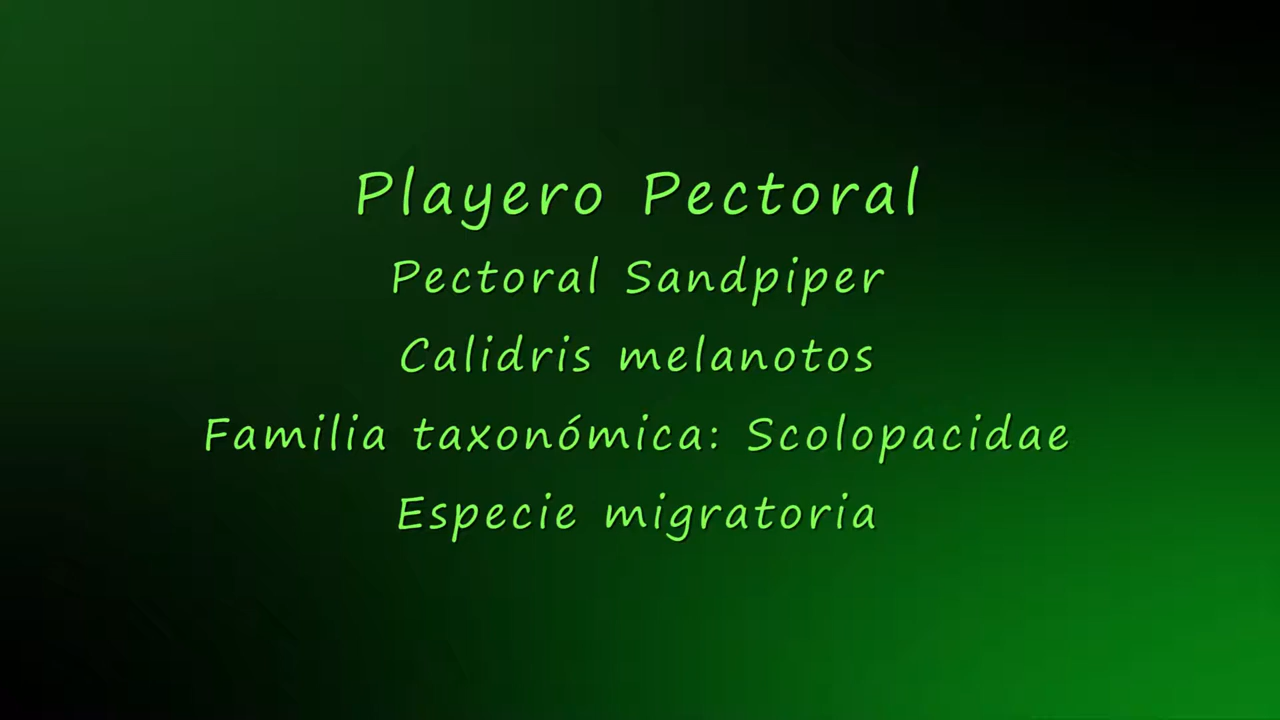 Playero Pectoral
Pectoral Sandpiper
Calidris melanotos
Familia taxonómica: Scolopacidae
Especie migratoria